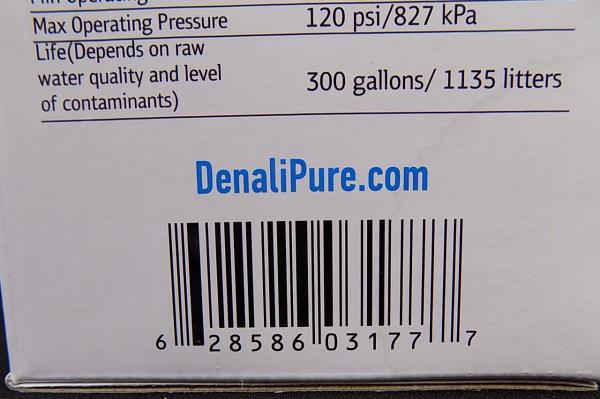 Max Operating Pressure 120 psi/827 kPa
Life(Depends on raw
water quality and level 300 gallons/ 1135 litters
of contaminants)
DenaliPure.com
6 28586 03177 7